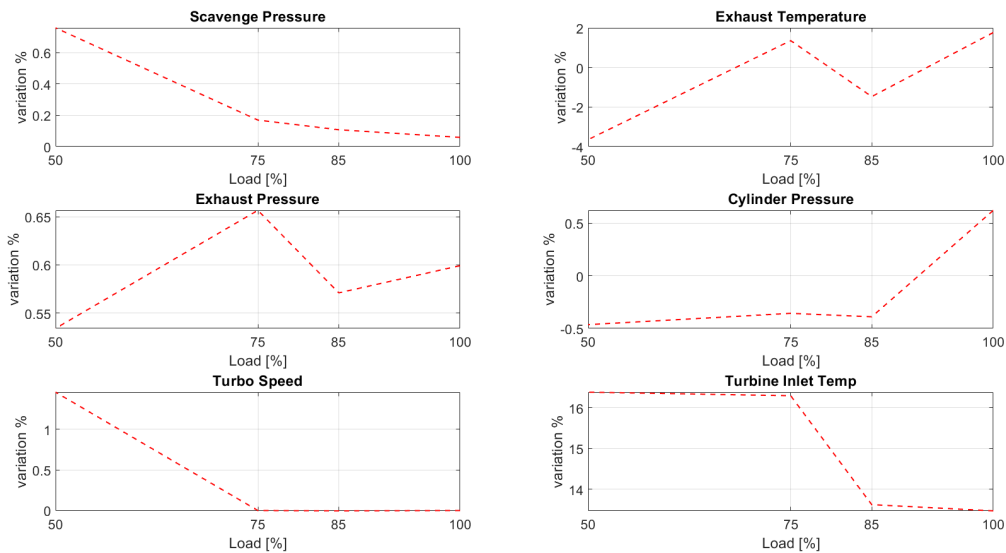 Scavenge Pressure
variation %
0.6
0.4
0.2
0
50
75
85
100
Load [%]
Exhaust Temperature
variation %
2
0
-2
-4
50
75
85
100
Load [%]
Exhaust Pressure
variation %
0.65
0.6
0.55
50
75
85
100
Load [%]
Cylinder Pressure
variation %
0.5
0
-0.5
50
75
85
100
Load [%]
Turbo Speed
variation %
1
0.5
0
50
75
85
100
Load [%]
Turbine Inlet Temp
variation %
16
15
14
50
75
85
100
Load [%]